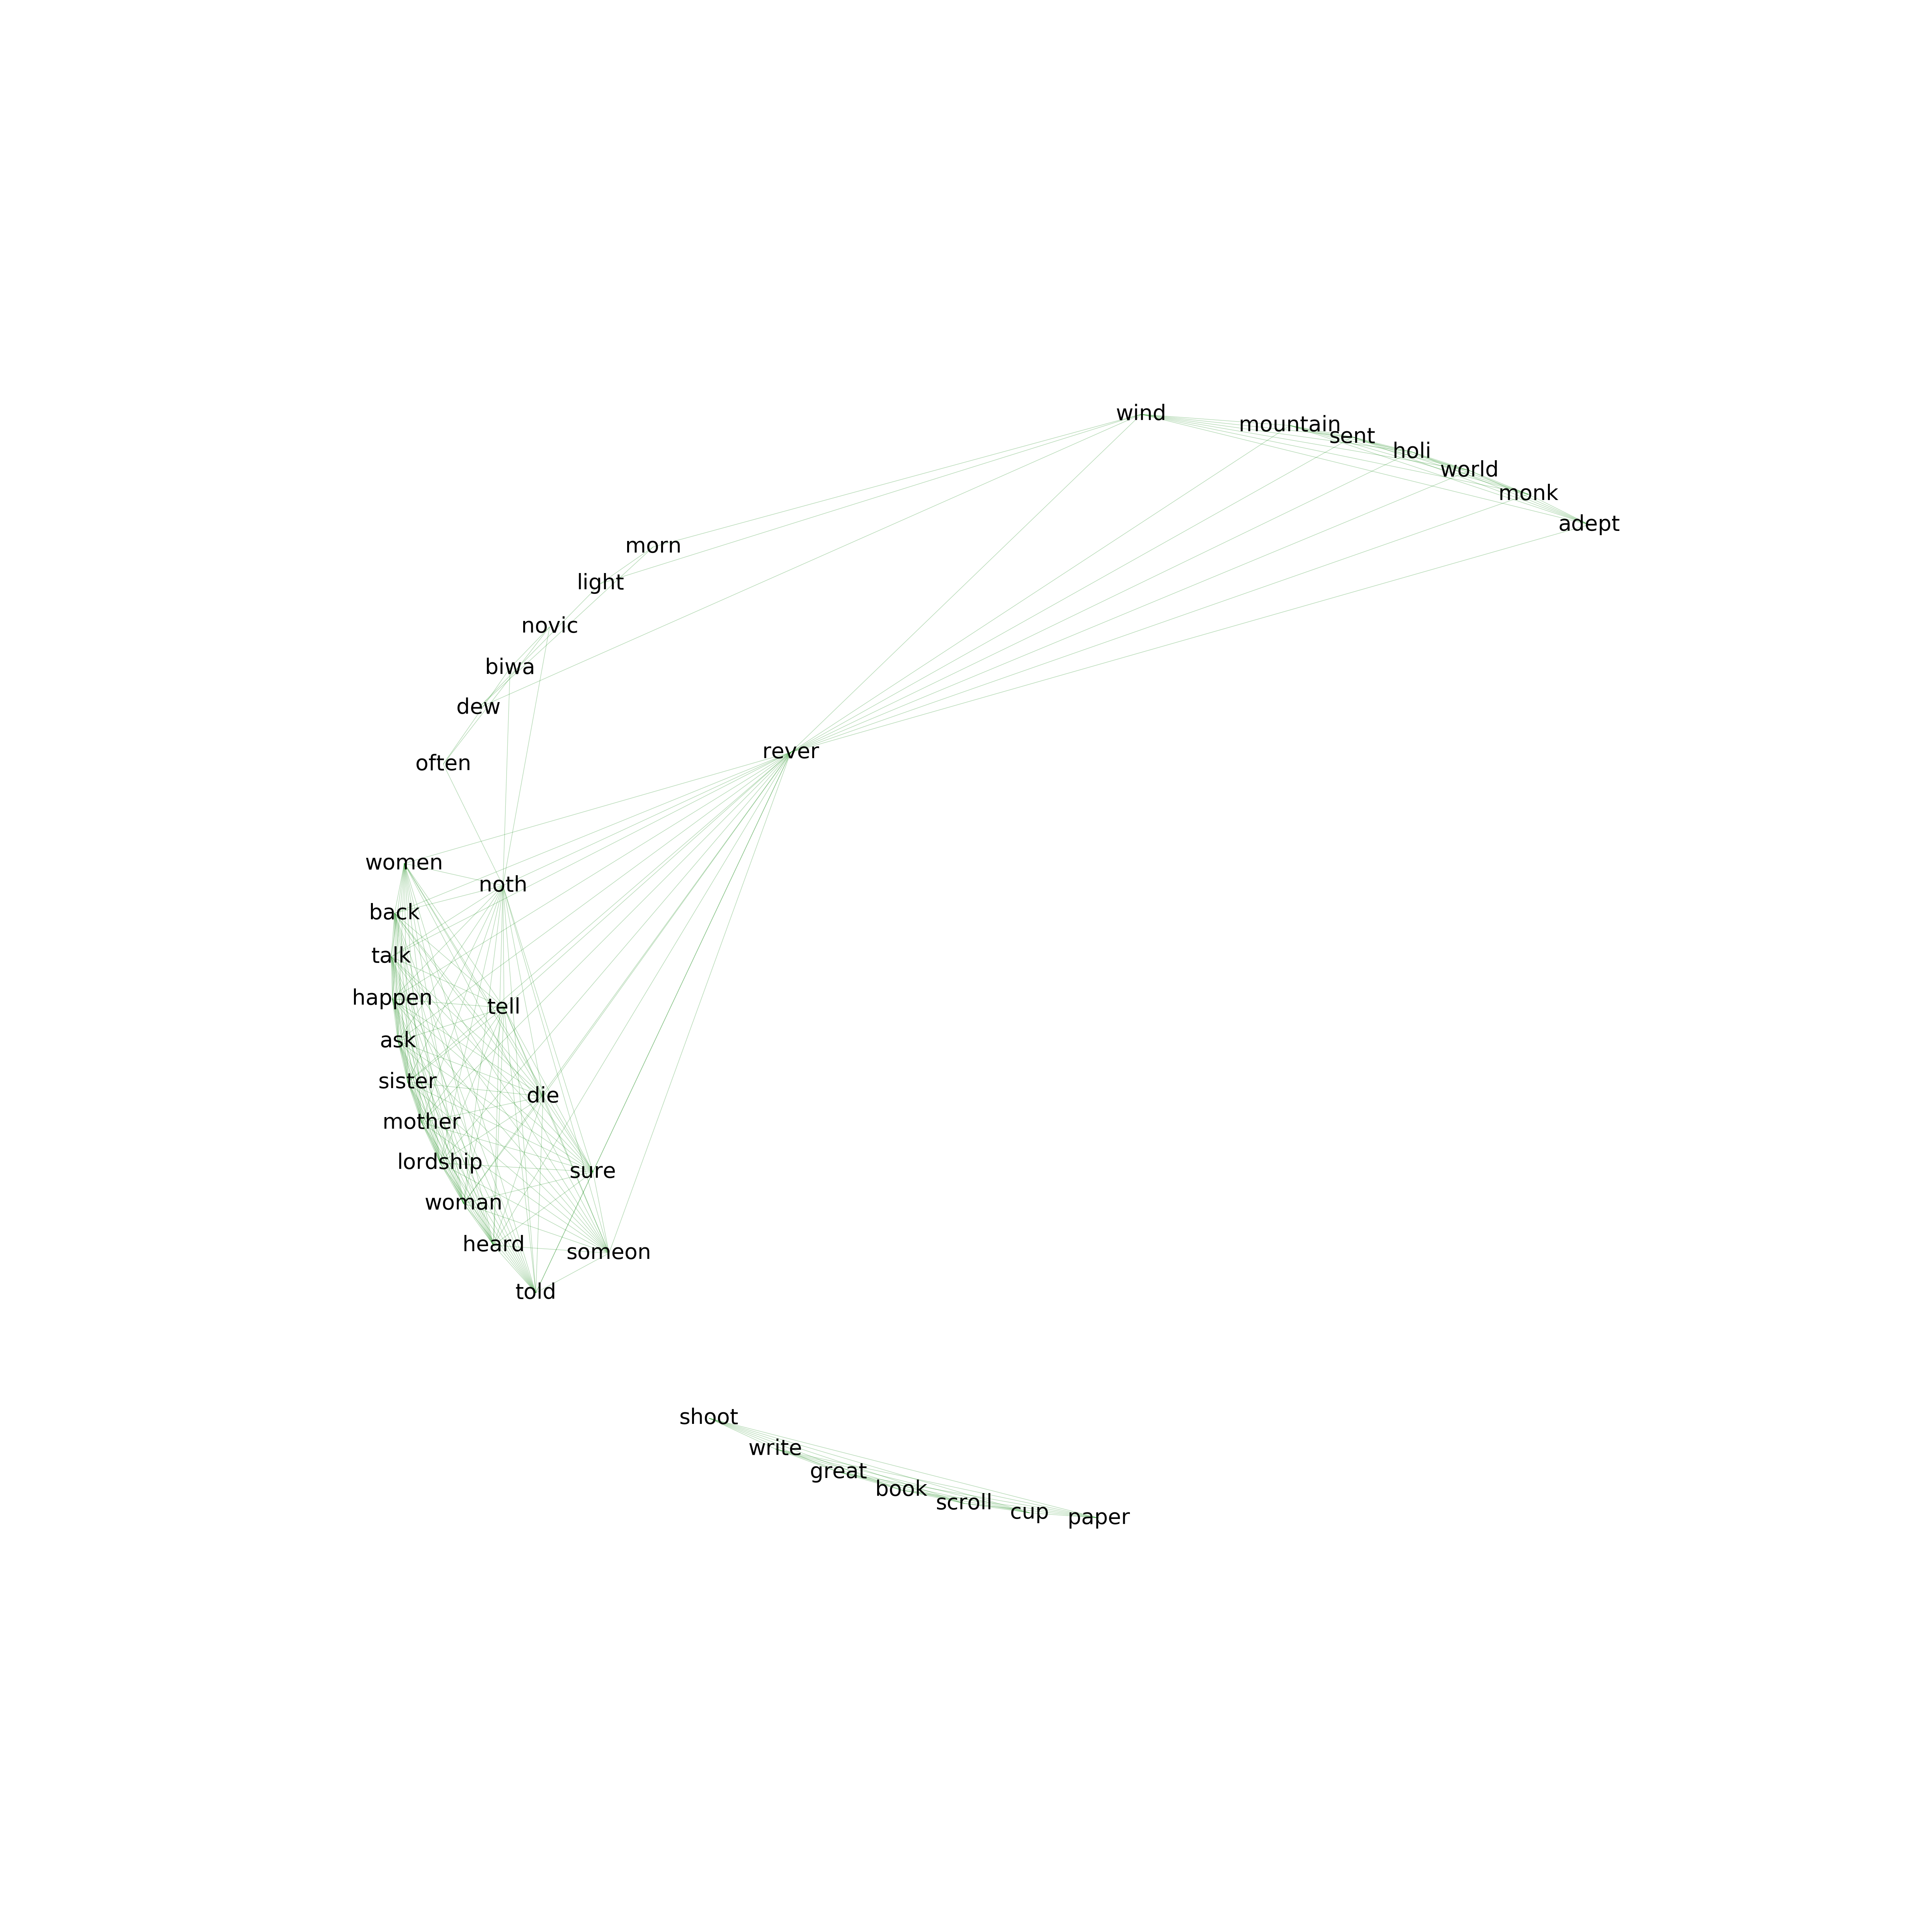 wind
mountain
sent
holi
world
monk
adept
morn
light
novic
biwa
dew
often
rever
women
noth
back
talk
happen
tell
ask
sister
die
mother
lordship
sure
woman
heard
someon
told
shoot
write
great
book
scroll
cup
paper